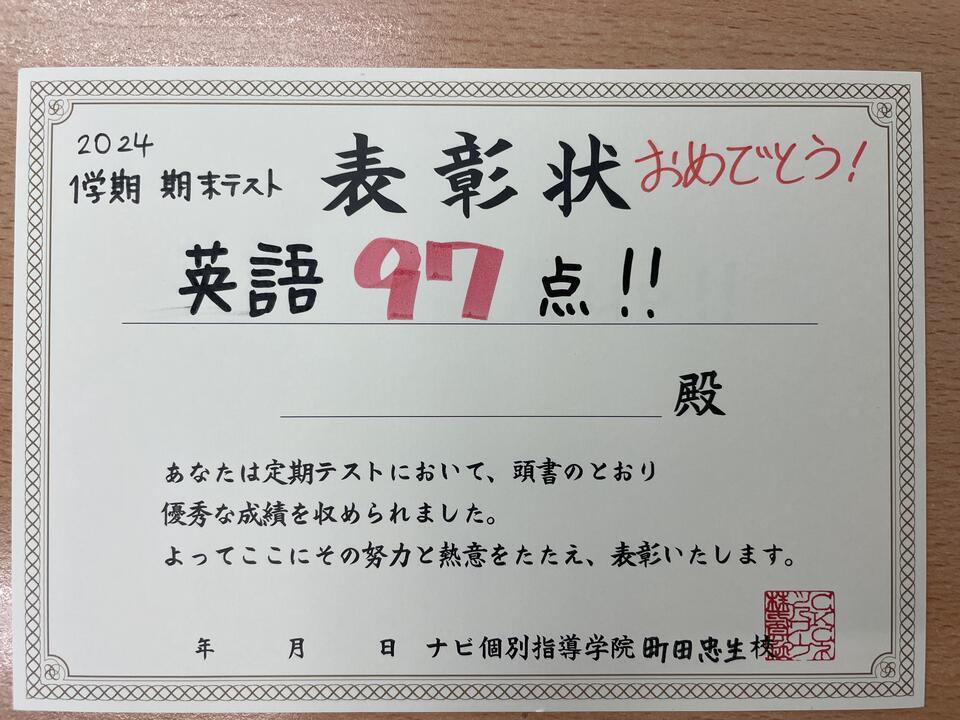 2024
1学期 期末テスト
表彰状
おめでとう!
英語 97 点!!
殿
あなたは定期テストにおいて、頭書のとおり
優秀な成績を収められました。
よってここにその努力と熱意をたたえ、表彰いたします。
年 月 日 ナビ個別指導学院 町田忠生校